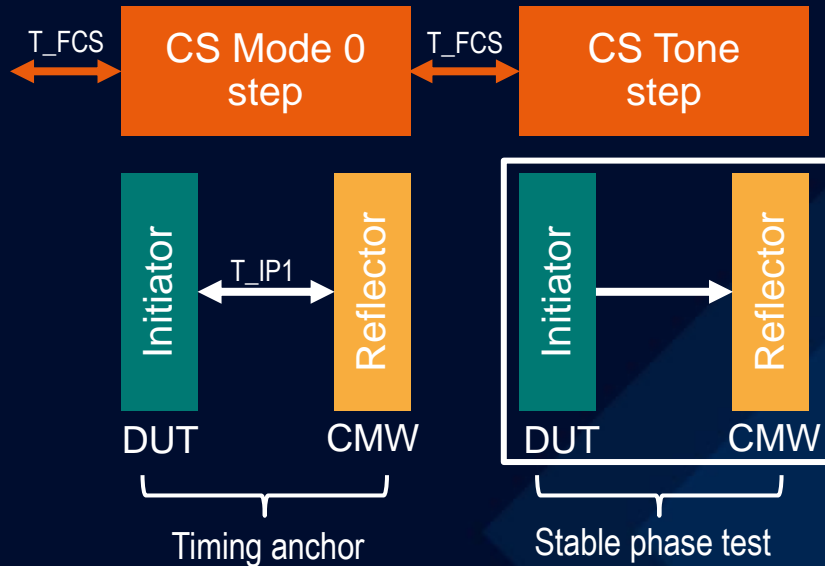 T_FCS
CS Mode 0
step
T_FCS
CS Tone
step
Initiator
T_IP1
Reflector
Initiator
Reflector
DUT
CMW
DUT
CMW
Timing anchor
Stable phase test